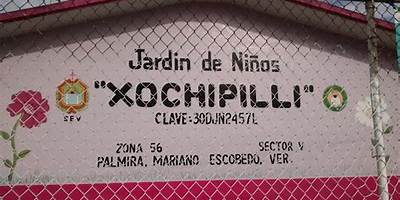 Jardin de Niños
"XOCHIPILLI"
CLAVE:30DJN2457L
SEV
ZONA 56 SECTOR V
PALMIRA, MARIANO ESCOBEDO, VER.